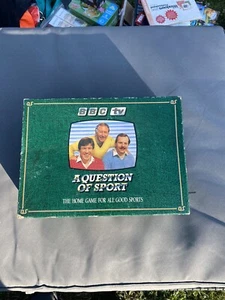 BBC tv
A QUESTION
OF SPORT
THE HOME GAME FOR ALL GOOD SPORTS